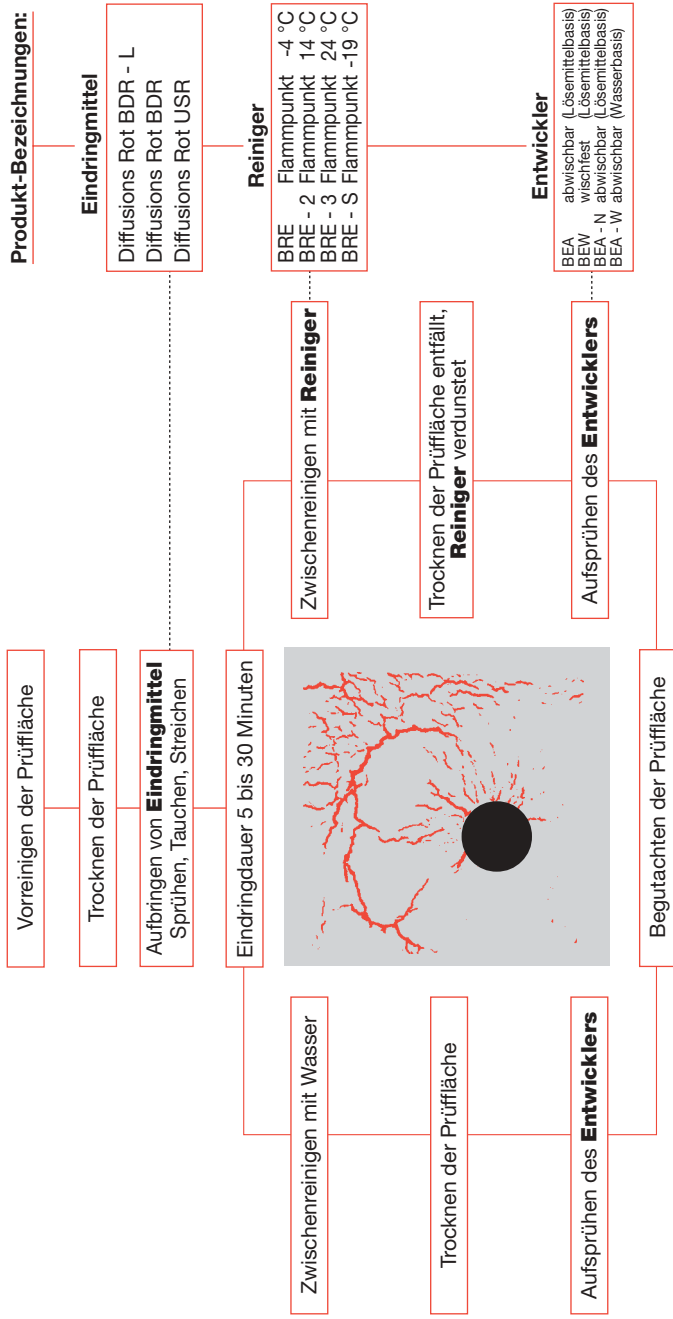 Vorreinigen der Prüffläche
Trocknen der Prüffläche
Aufbringen von Eindringmittel
Sprühen, Tauchen, Streichen
Eindringdauer 5 bis 30 Minuten
Zwischenreinigen mit Wasser
Trocknen der Prüffläche
Aufsprühen des Entwicklers
Zwischenreinigen mit Reiniger
Trocknen der Prüffläche entfällt,
Reiniger verdunstet
Aufsprühen des Entwicklers
Begutachten der Prüffläche
Produkt-Bezeichnungen:
Eindringmittel
Diffusions Rot BDR - L
Diffusions Rot BDR
Diffusions Rot USR
Reiniger
BRE Flammpunkt -4 °C
BRE - 2 Flammpunkt 14 °C
BRE - 3 Flammpunkt 24 °C
BRE - S Flammpunkt -19 °C
Entwickler
BEA abwischbar (Lösemittelbasis)
BEW wischfest (Lösemittelbasis)
BEA - N abwischbar (Lösemittelbasis)
BEA - W abwischbar (Wasserbasis)